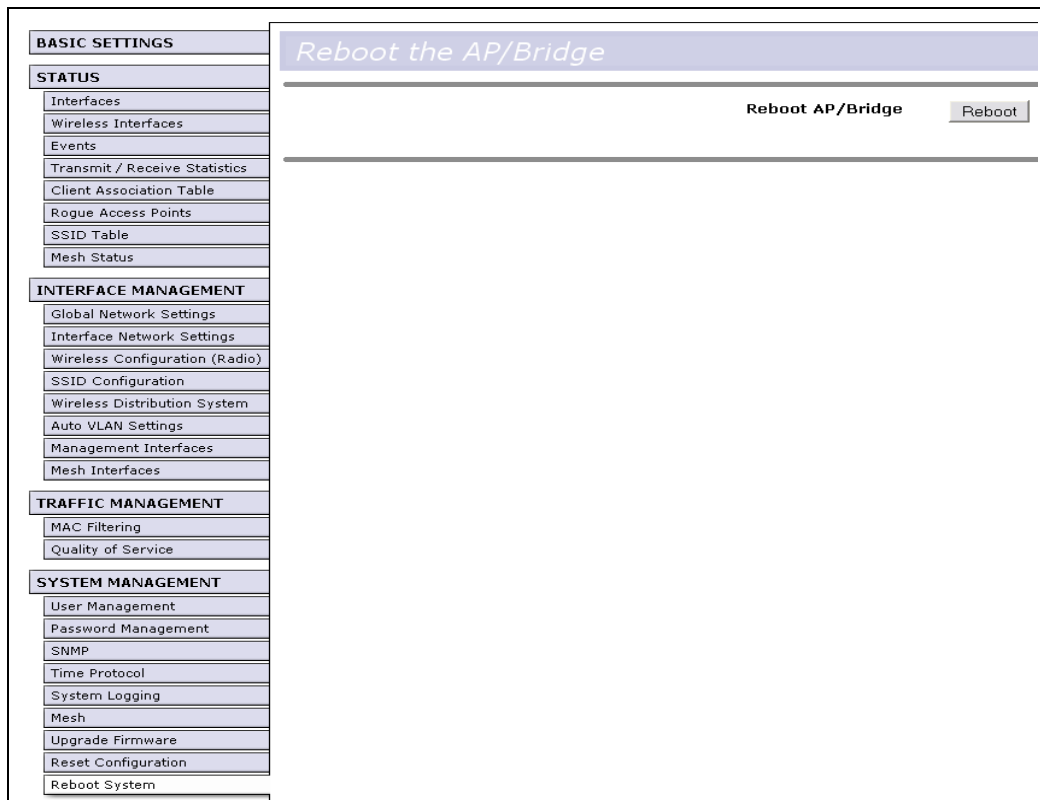 BASIC SETTINGS
STATUS
Interfaces
Wireless Interfaces
Events
Transmit / Receive Statistics
Client Association Table
Rogue Access Points
SSID Table
Mesh Status
INTERFACE MANAGEMENT
Global Network Settings
Interface Network Settings
Wireless Configuration (Radio)
SSID Configuration
Wireless Distribution System
Auto VLAN Settings
Management Interfaces
Mesh Interfaces
TRAFFIC MANAGEMENT
MAC Filtering
Quality of Service
SYSTEM MANAGEMENT
User Management
Password Management
SNMP
Time Protocol
System Logging
Mesh
Upgrade Firmware
Reset Configuration
Reboot System
Reboot the AP/Bridge
Reboot AP/Bridge Reboot